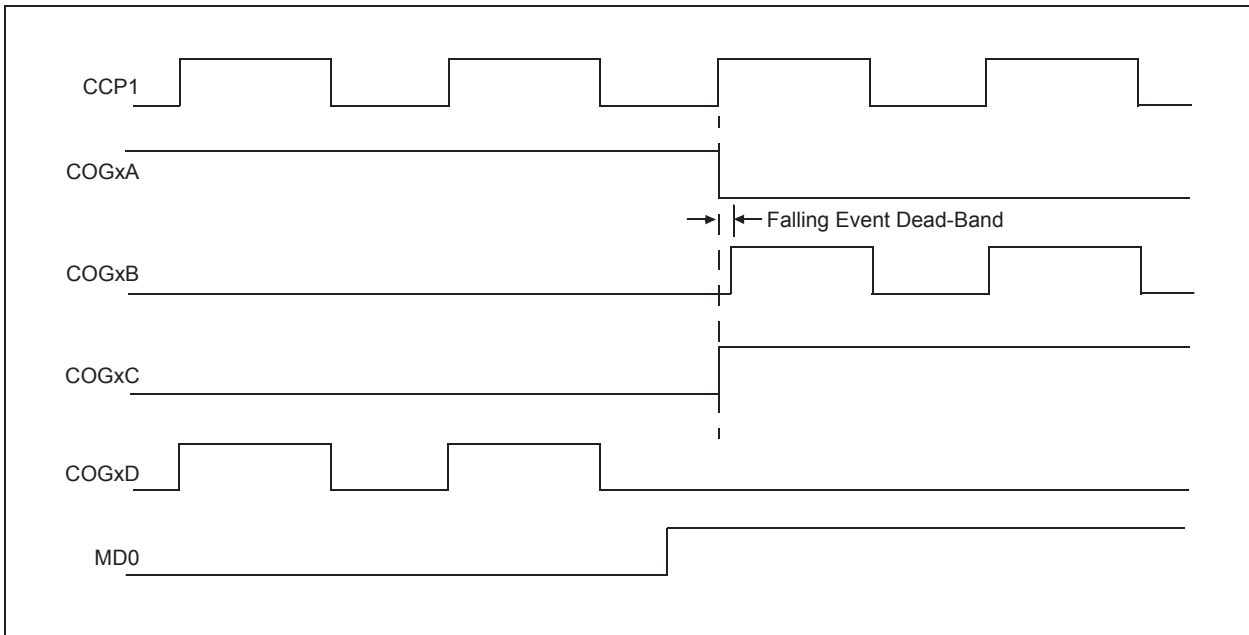 CCP1
COGxA
Falling Event Dead-Band
COGxB
COGxC
COGxD
MD0